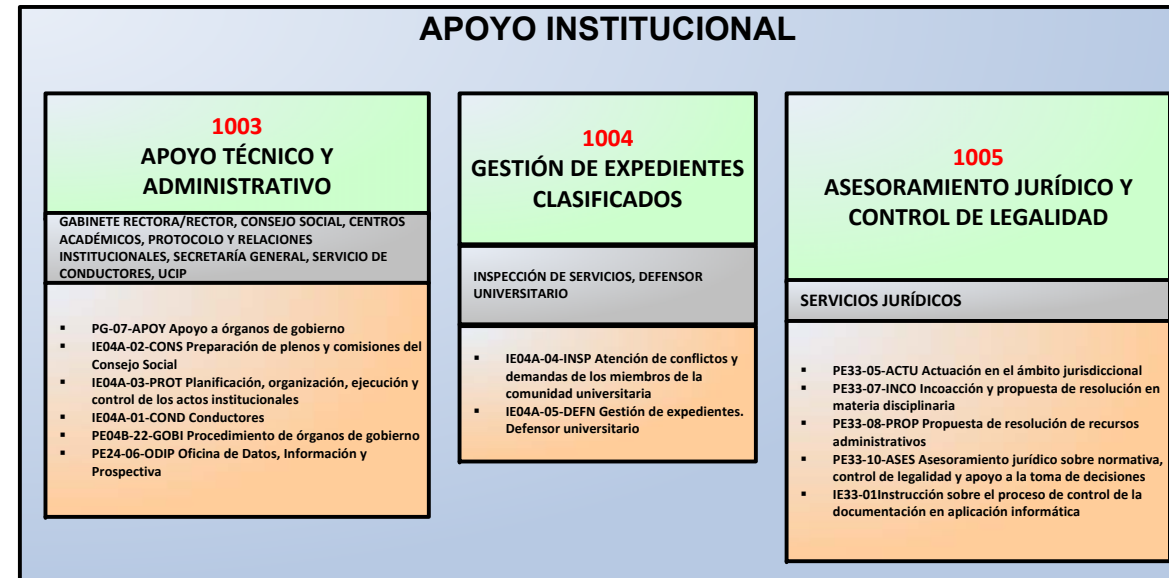 APOYO INSTITUCIONAL
1003
APOYO TÉCNICO Y
ADMINISTRATIVO
GABINETE RECTORA/RECTOR, CONSEJO SOCIAL, CENTROS
ACADÉMICOS, PROTOCOLO Y RELACIONES
INSTITUCIONALES, SECRETARÍA GENERAL, SERVICIO DE
CONDUCTORES, UCIP
▪ PG-07-APOY Apoyo a órganos de gobierno
▪ IE04A-02-CONS Preparación de plenos y comisiones del
Consejo Social
▪ IE04A-03-PROT Planificación, organización, ejecución y
control de los actos institucionales
▪ IE04A-01-COND Conductores
▪ PE04B-22-GOBI Procedimiento de órganos de gobierno
▪ PE24-06-ODIP Oficina de Datos, Información y
Prospectiva
1004
GESTIÓN DE EXPEDIENTES
CLASIFICADOS
INSPECCIÓN DE SERVICIOS, DEFENSOR
UNIVERSITARIO
▪ IE04A-04-INSP Atención de conflictos y
demandas de los miembros de la
comunidad universitaria
▪ IE04A-05-DEFN Gestión de expedientes.
Defensor universitario
1005
ASESORAMIENTO JURÍDICO Y
CONTROL DE LEGALIDAD
SERVICIOS JURÍDICOS
▪ PE33-05-ACTU Actuación en el ámbito jurisdiccional
▪ PE33-07-INCO Incoacción y propuesta de resolución en
materia disciplinaria
▪ PE33-08-PROP Propuesta de resolución de recursos
administrativos
▪ PE33-10-ASES Asesoramiento jurídico sobre normativa,
control de legalidad y apoyo a la toma de decisiones
▪ IE33-01Instrucción sobre el proceso de control de la
documentación en aplicación informática